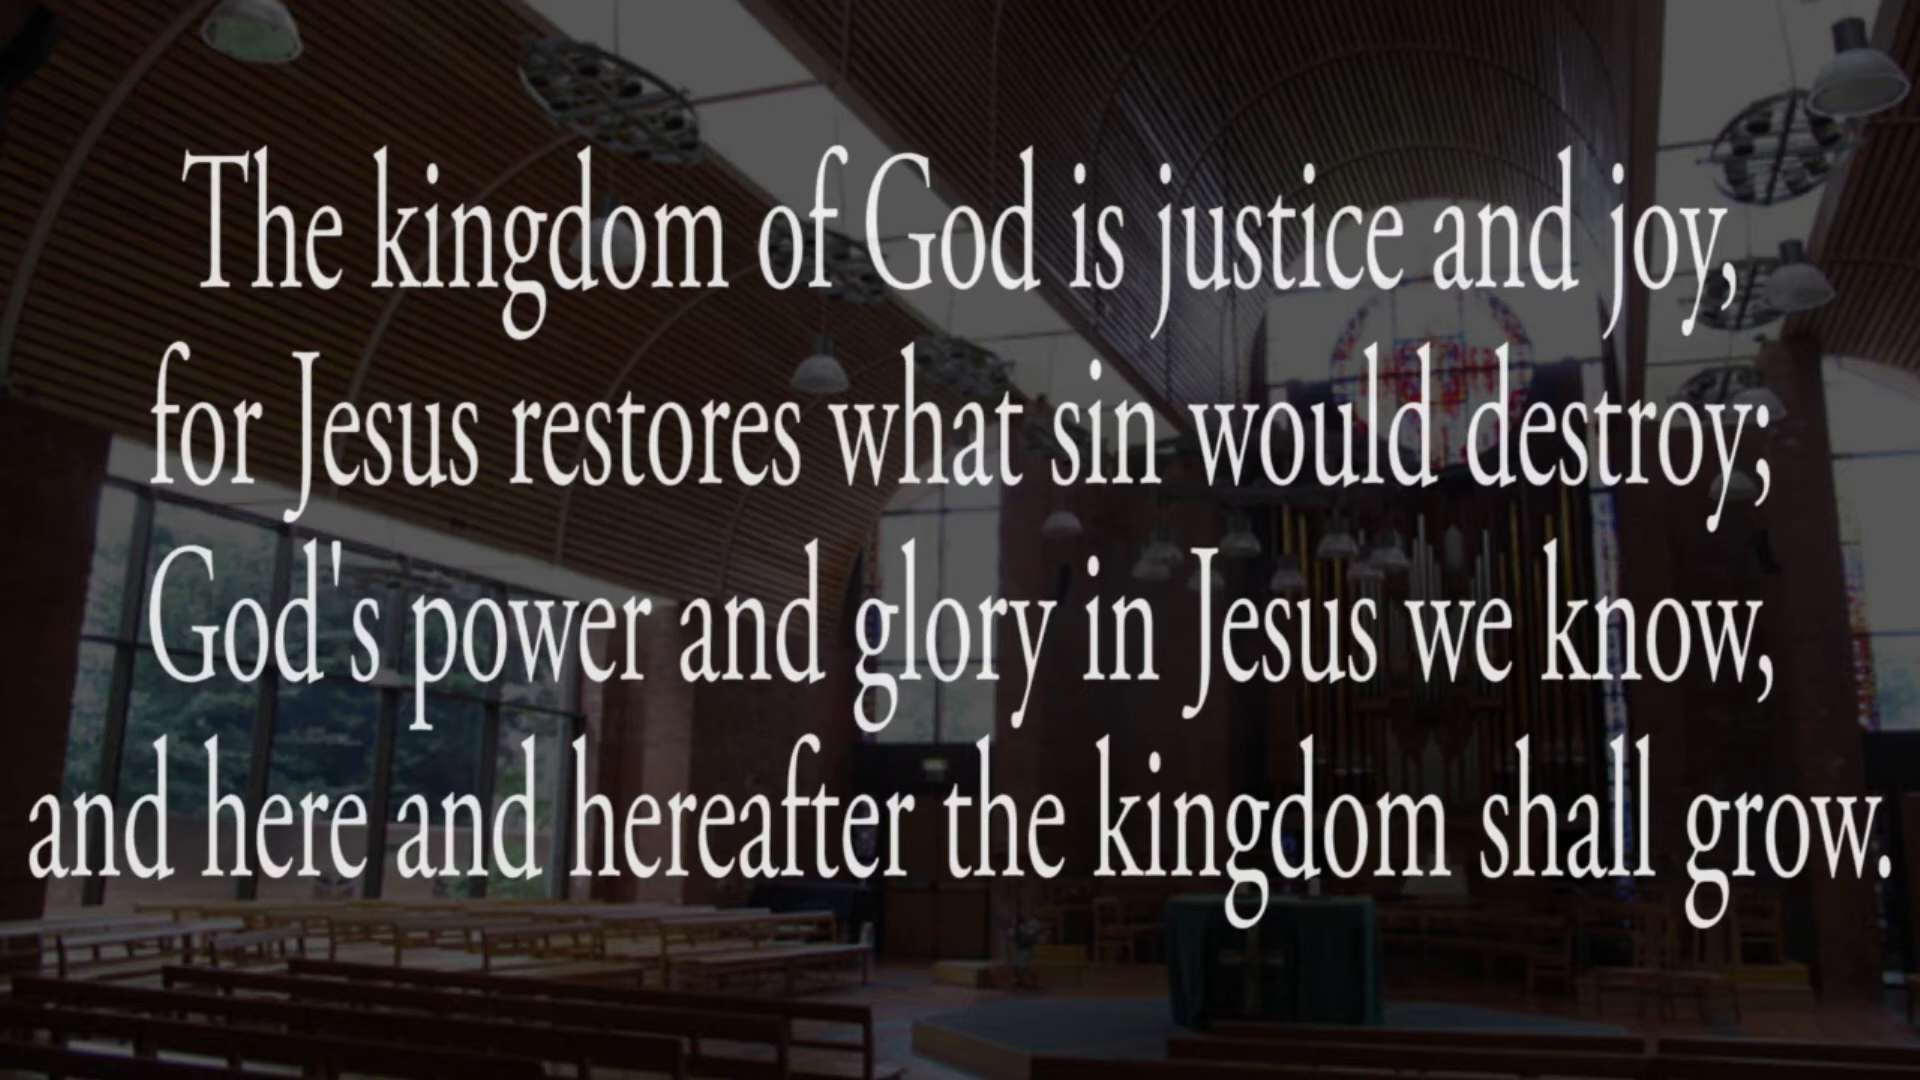 The kingdom of God is justice and joy,
for Jesus restores what sin would destroy;
God's power and glory in Jesus we know,
and here and hereafter the kingdom shall grow.